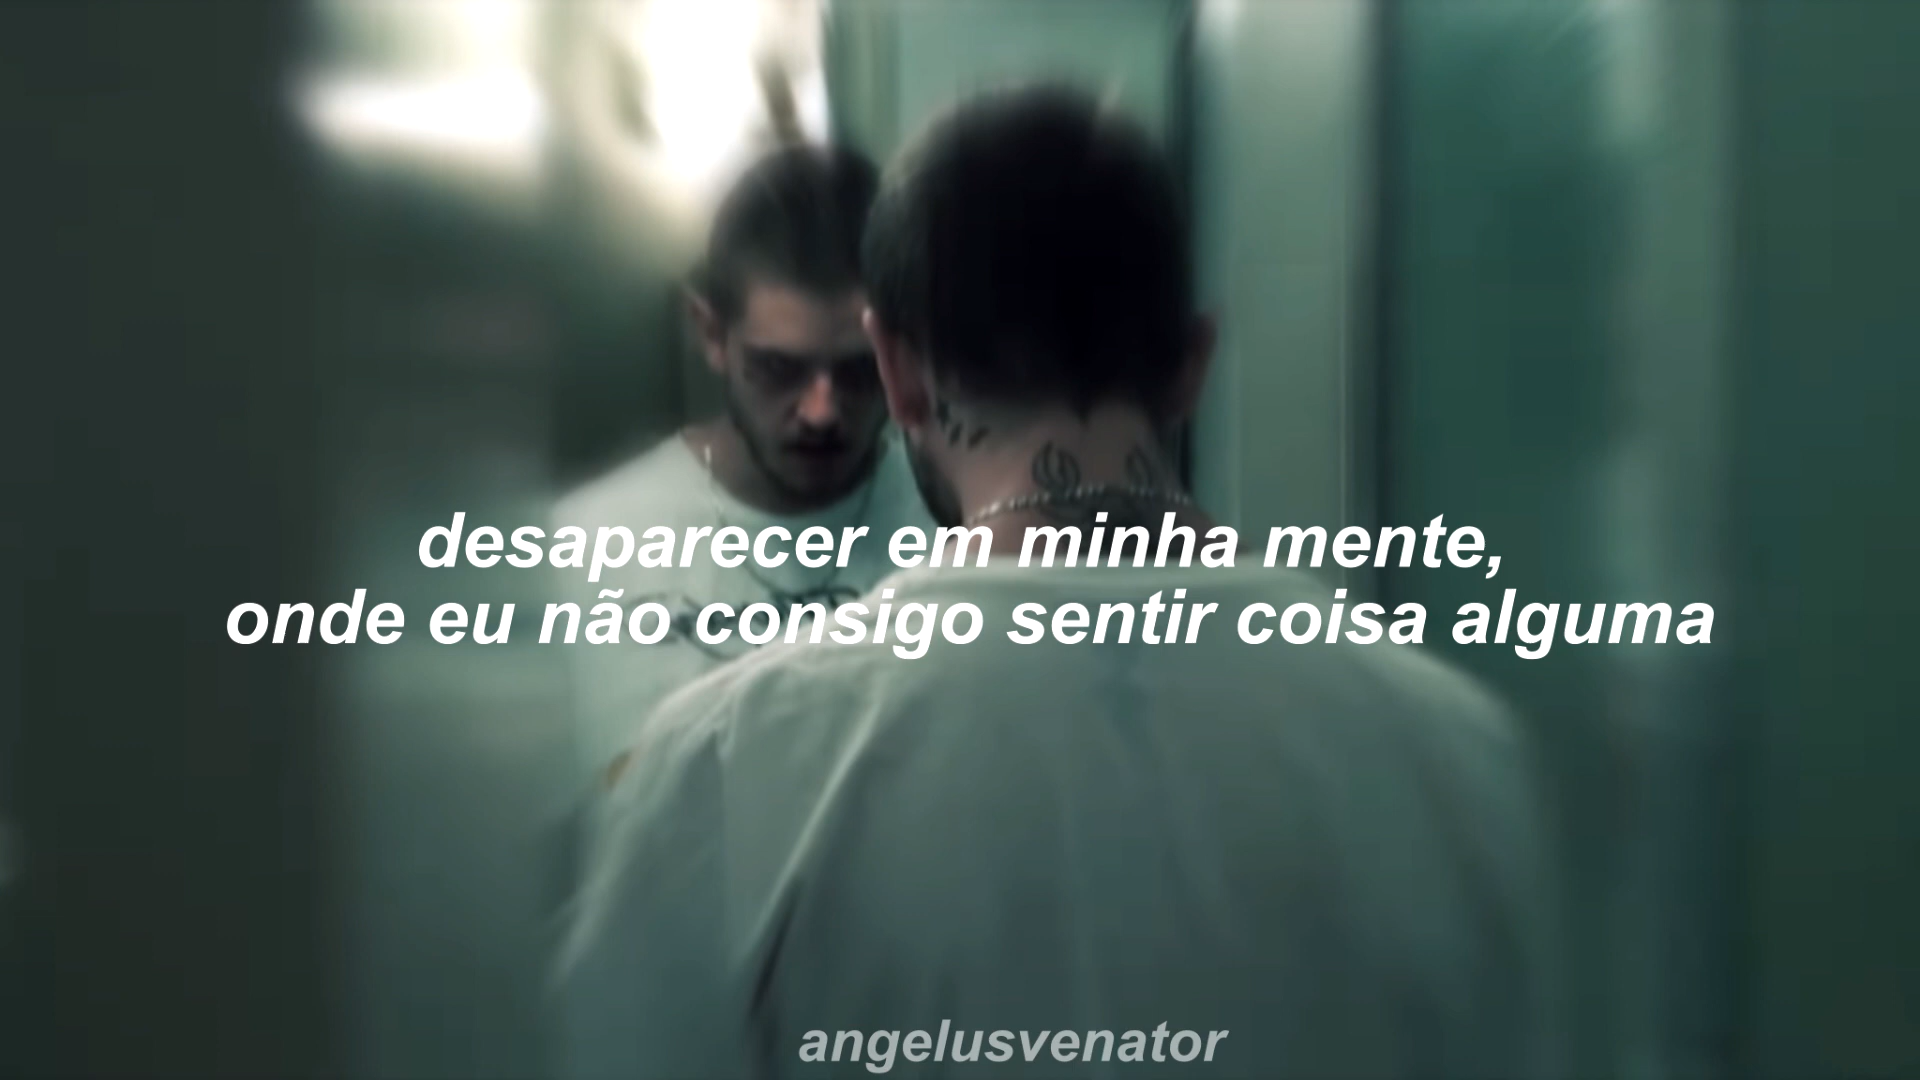 desaparecer em minha mente,
onde eu não consigo sentir coisa alguma
angelusvenator